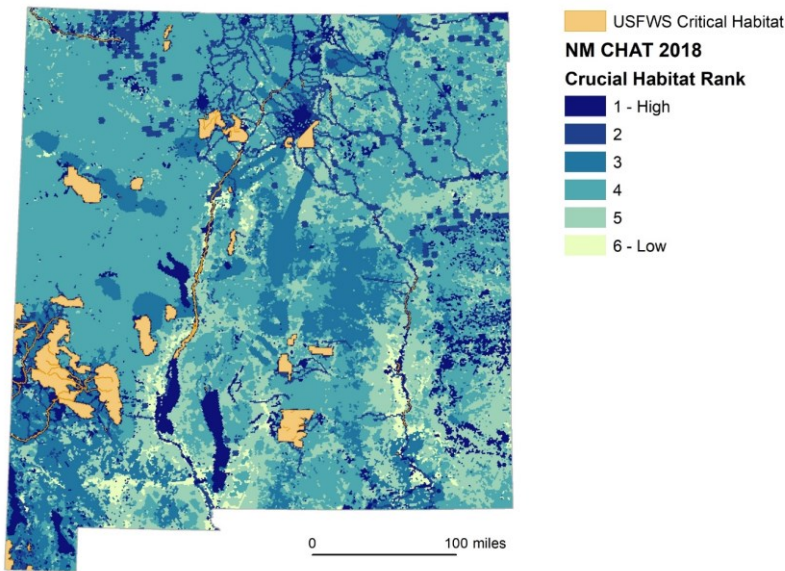 USFWS Critical Habitat
NM CHAT 2018
Crucial Habitat Rank
1 - High
2
3
4
5
6 - Low
0 100 miles